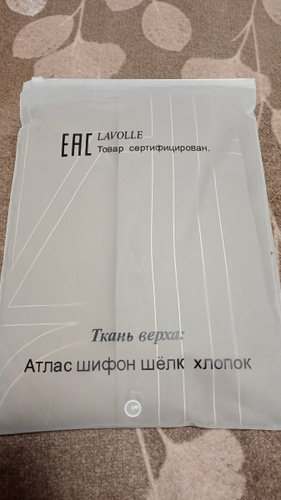 EAC LAVOLLE
Товар сертифицирован.
Ткань верха:
Атлас шифон шёлк хлопок